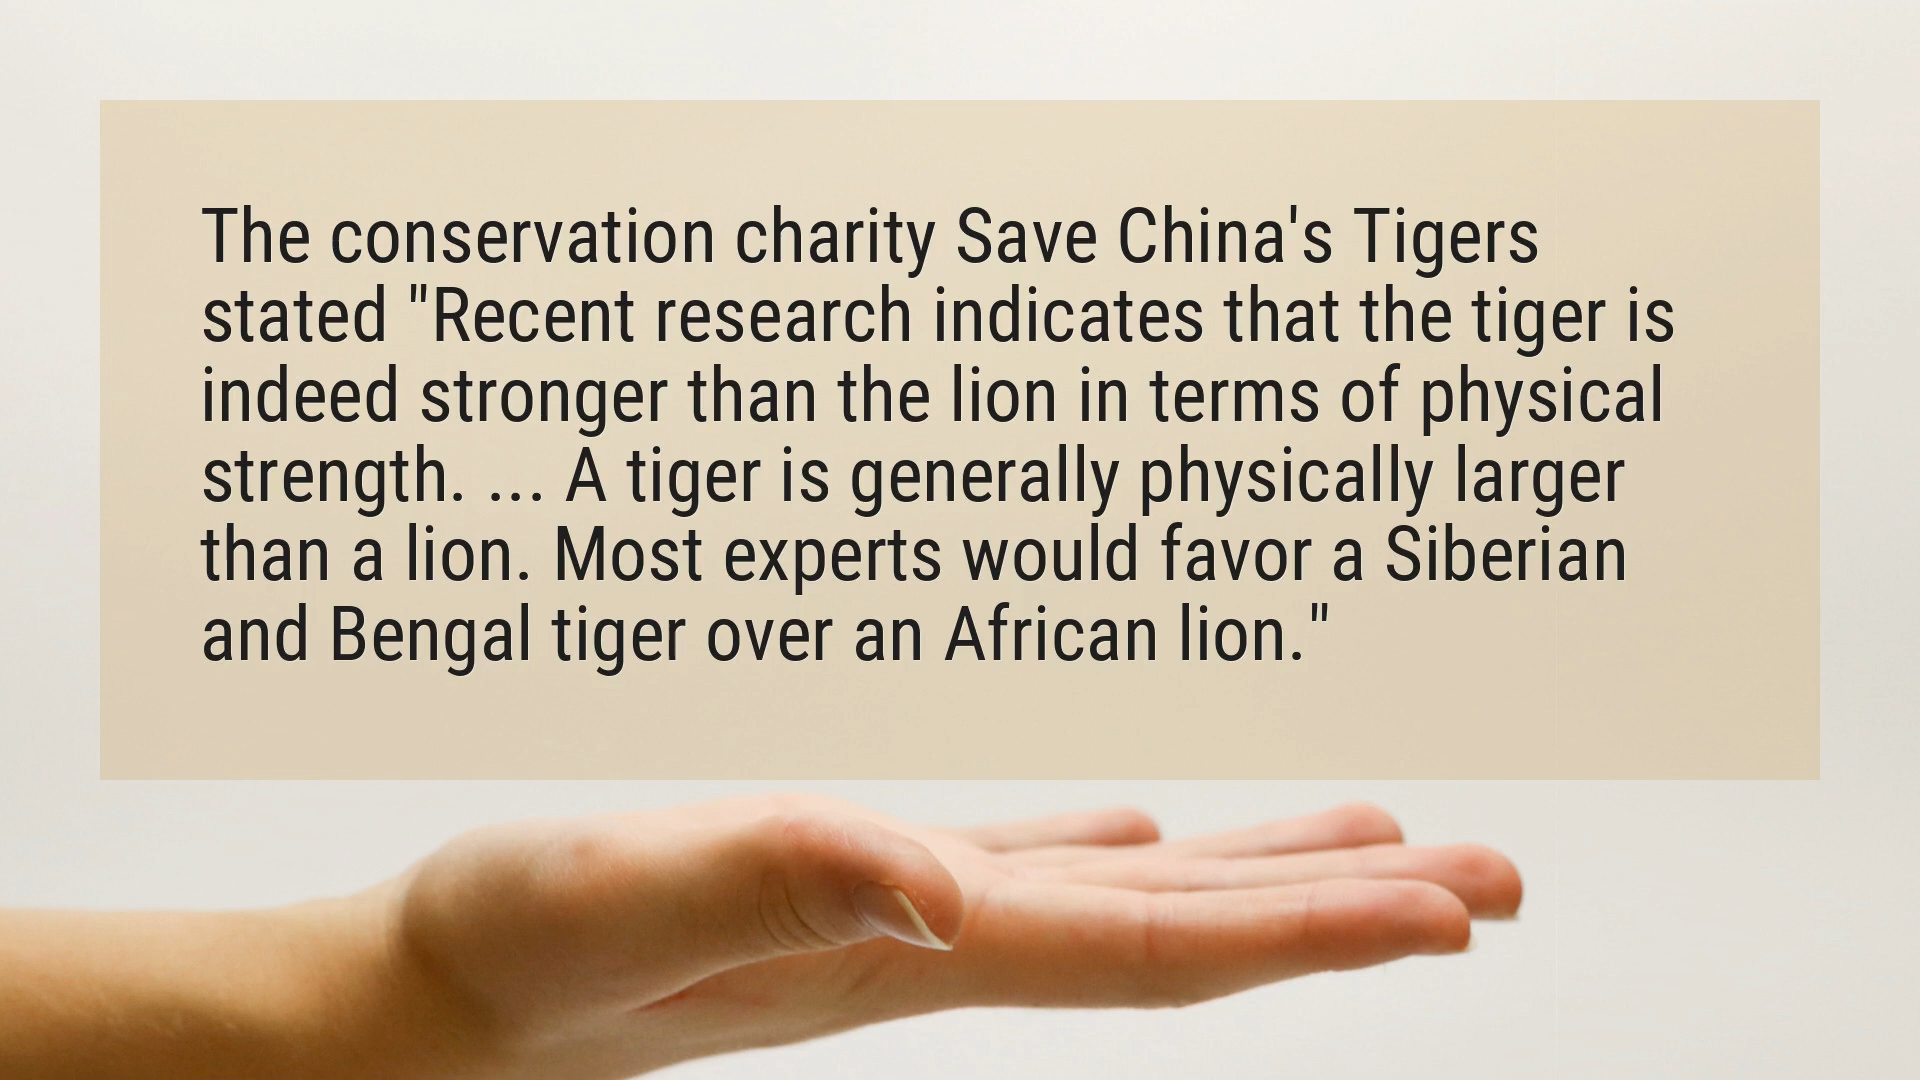 The conservation charity Save China's Tigers
stated "Recent research indicates that the tiger is
indeed stronger than the lion in terms of physical
strength. ... A tiger is generally physically larger
than a lion. Most experts would favor a Siberian
and Bengal tiger over an African lion."